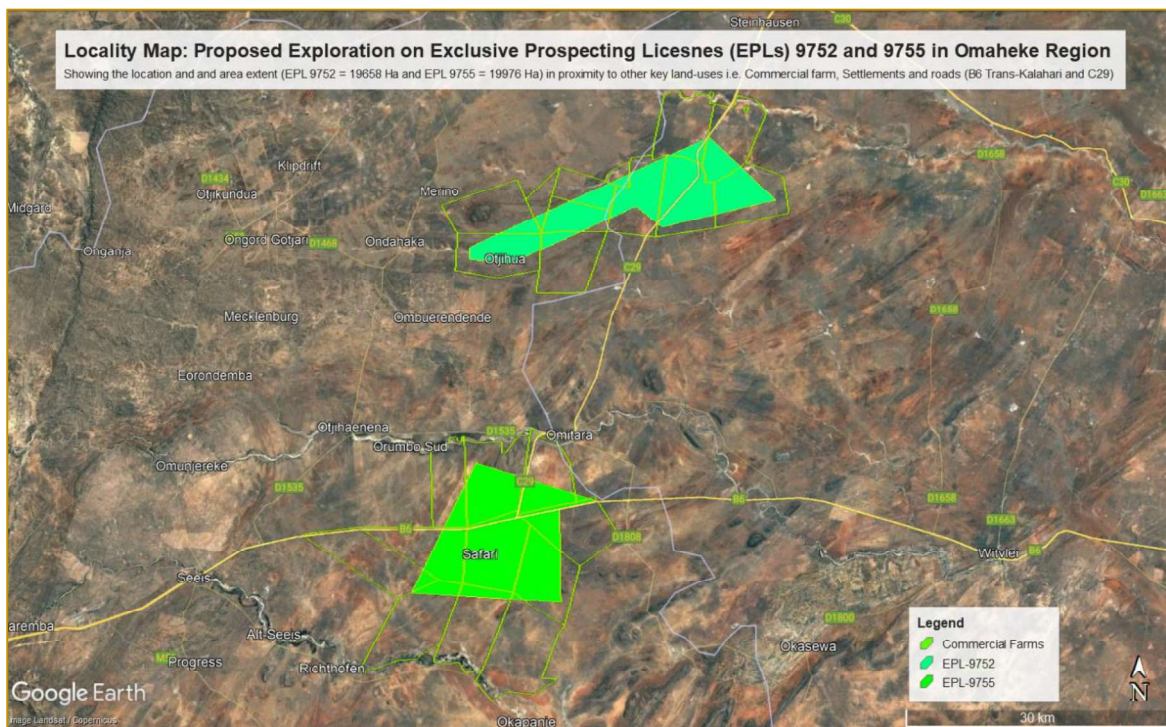 Steinhausen
C30
Locality Map: Proposed Exploration on Exclusive Prospecting Licesnes (EPLs) 9752 and 9755 in Omaheke Region
Showing the location and and area extent (EPL 9752 = 19658 Ha and EPL 9755 = 19976 Ha) in proximity to other key land-uses i.e. Commercial farm, Settlements and roads (B6 Trans-Kalahari and C29)
D1658
Klipdrift
D1434
Otjikundua
Merino
C30
D1663
Midgard
Onganja
Ongord Gotjari
D1468
Ondahaka
Otjihua
C29
Mecklenburg
Ombuerendende
D1658
Eorondemba
Otjihaenena
D1535
Omitara
Orumbo Sud
Omunjereke
D1535
C29
B6
D1658
D1663
B6
D1808
Safari
Witvlei
B6
Seeis
aremba
Alt-Seeis
D1800
Okasewa
Progress
Richthofen
Okapanje
Legend
Commercial Farms
EPL-9752
EPL-9755
N
30 km
Google Earth
Image Landsat / Copernicus